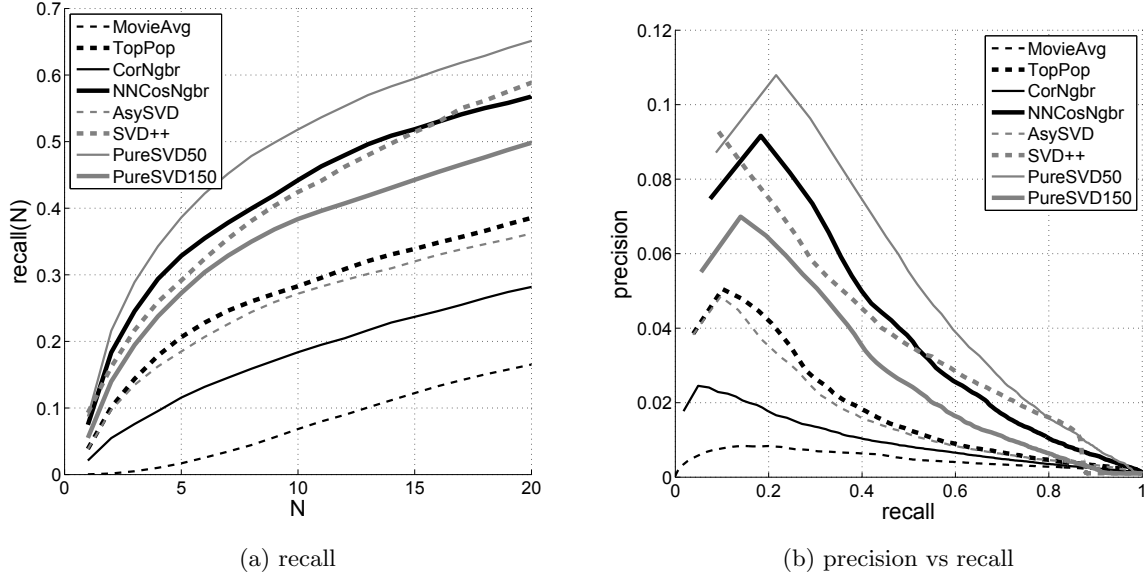 0.7
0.6
0.5
0.4
0.3
0.2
0.1
0
0
5
10
15
20
recall(N)
N
MovieAvg
TopPop
CorNgbr
NNCosNgbr
AsySVD
SVD++
PureSVD50
PureSVD150
(a) recall
0.12
0.1
0.08
0.06
0.04
0.02
0
0
0.2
0.4
0.6
0.8
1
precision
recall
MovieAvg
TopPop
CorNgbr
NNCosNgbr
AsySVD
SVD++
PureSVD50
PureSVD150
(b) precision vs recall